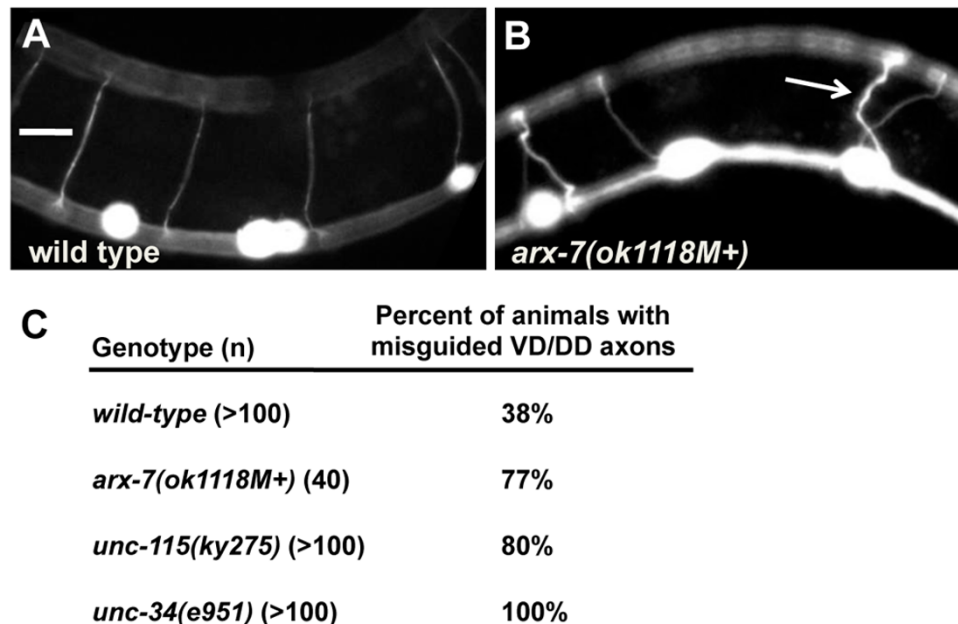 A
wild type
B
arx-7(ok1118M+)
C
Genotype (n)
Percent of animals with
misguided VD/DD axons
wild-type (>100) 38%
arx-7(ok1118M+) (40) 77%
unc-115(ky275) (>100) 80%
unc-34(e951) (>100) 100%